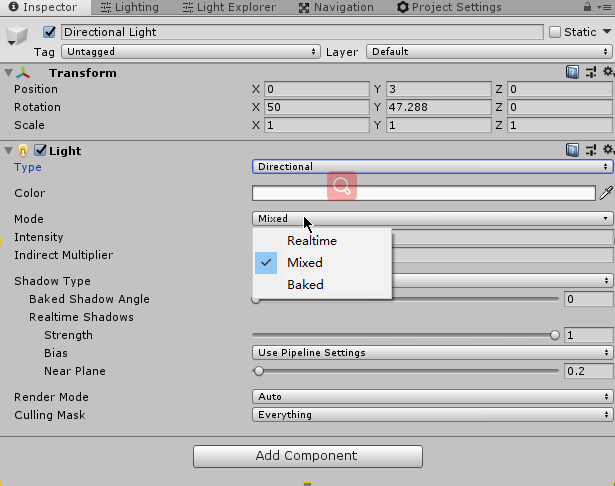 Inspector Lighting Light Explorer Navigation Project Settings
Directional Light Static
Tag Untagged Layer Default
Transform
Position X 0 Y 3 Z 0
Rotation X 50 Y 47.288 Z 0
Scale X 1 Y 1 Z 1
Light
Type Directional
Color
Mode Mixed
Intensity
Realtime
Indirect Multiplier
Mixed
Shadow Type
Baked
Baked Shadow Angle 0
Realtime Shadows
Strength 1
Bias Use Pipeline Settings
Near Plane 0.2
Render Mode Auto
Culling Mask Everything
Add Component